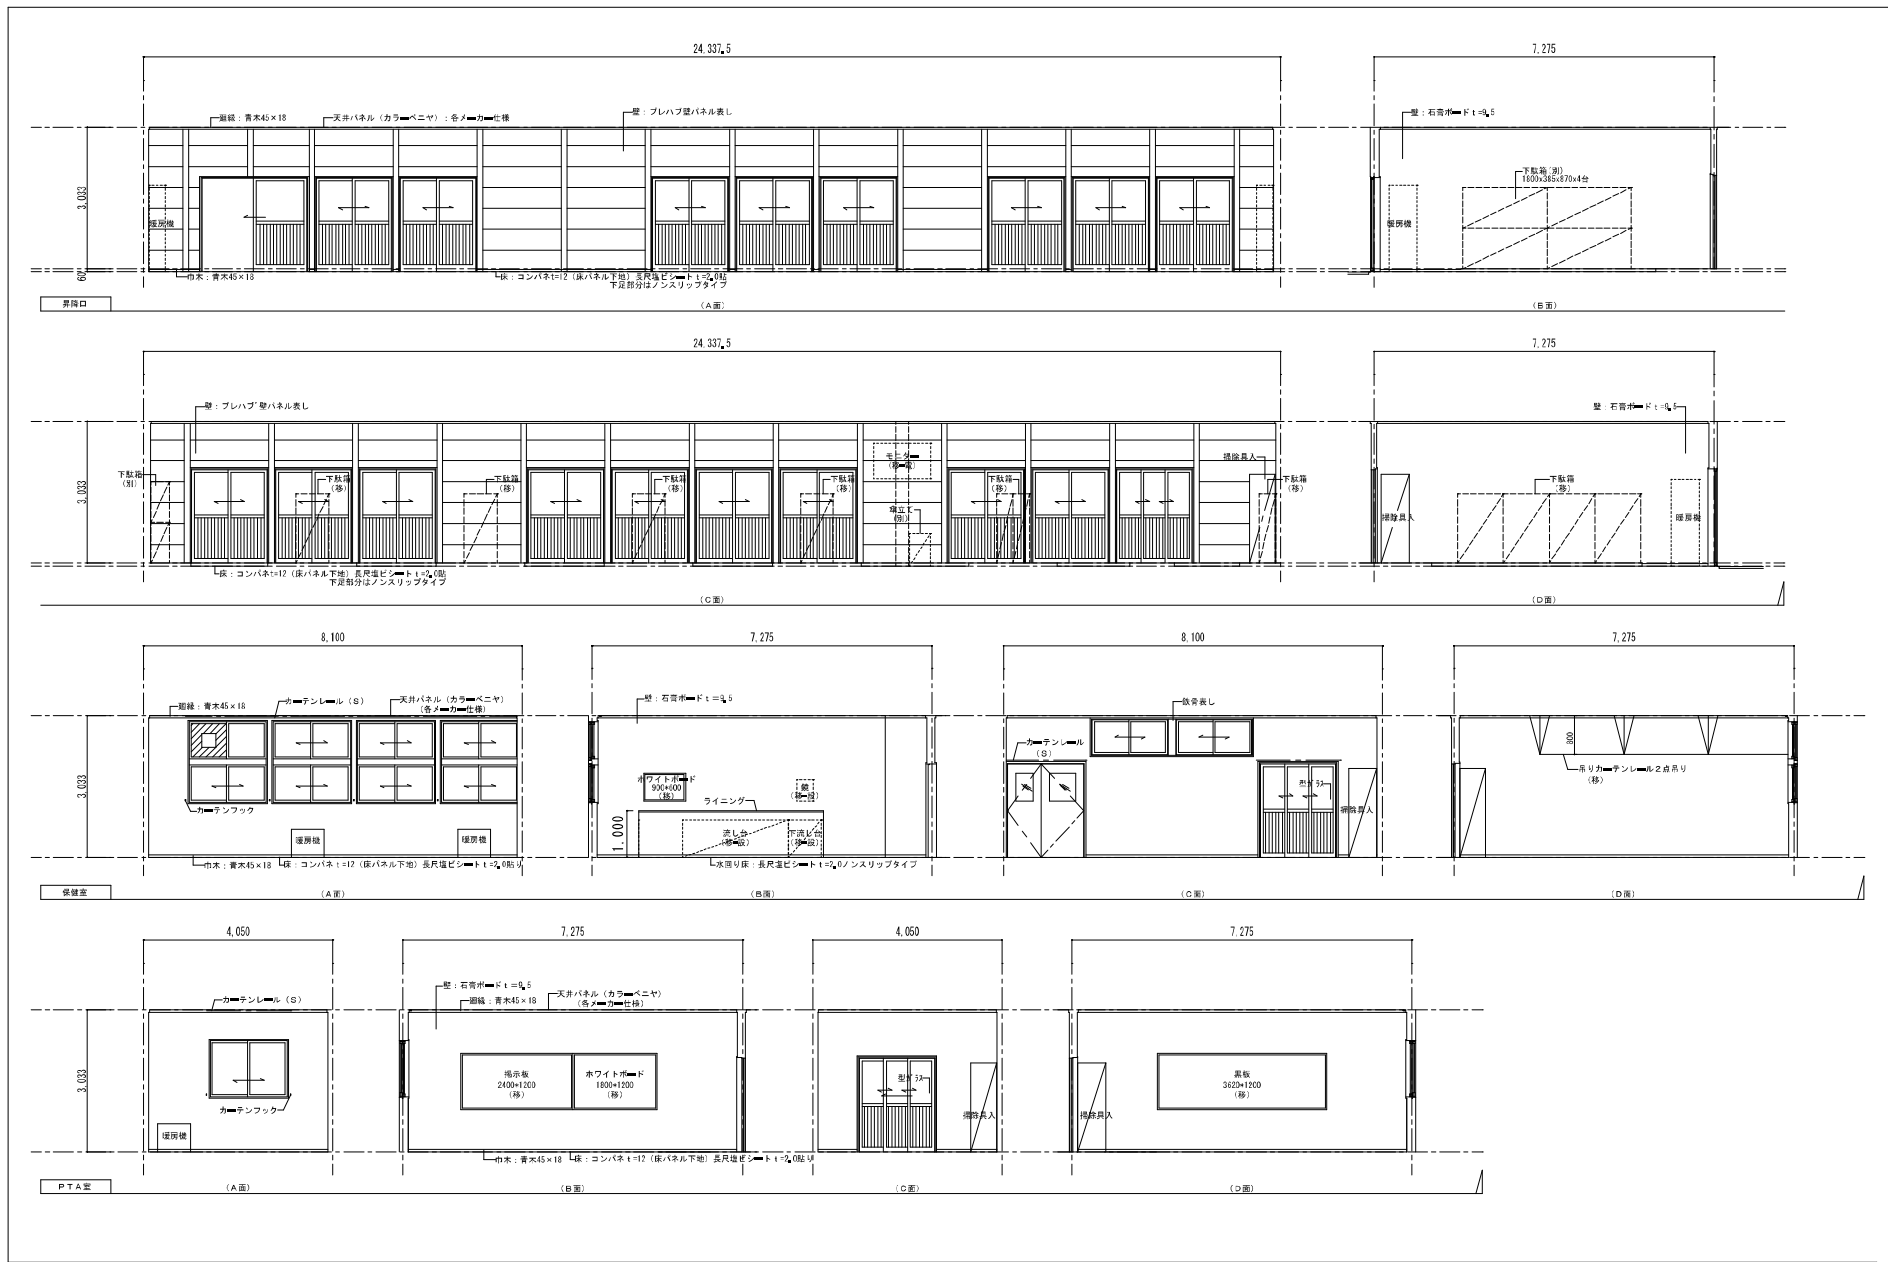 24,337.5
7,275
廻縁：青木45×18
天井パネル（カラーベニヤ）：各メーカー仕様
壁：プレハブ壁パネル表し
壁：石膏ボードｔ=9.5
3,033
60
暖房機
暖房機
下駄箱(別)
1800x385x870x4台
巾木：青木45×18
床：コンパネt=12（床パネル下地）長尺塩ビシートｔ=2.0貼
下足部分はノンスリップタイプ
昇降口
（A面）
（B面）
24,337.5
7,275
壁：プレハブ壁パネル表し
壁：石膏ボードｔ=9.5
3,033
下駄箱
（別）
下駄箱
（移）
下駄箱
（移）
下駄箱
（移）
下駄箱
（移）
モニター
（移・電）
傘立て
（別）
下駄箱
（移）
掃除具入
下駄箱
（移）
掃除具入
下駄箱
（移）
暖房機
床：コンパネt=12（床パネル下地）長尺塩ビシートｔ=2.0貼
下足部分はノンスリップタイプ
（C面）
（D面）
8,100
7,275
8,100
7,275
廻縁：青木45×18
カーテンレール（S）
天井パネル（カラーベニヤ）
（各メーカー仕様）
壁：石膏ボードｔ=9.5
鉄骨表し
カーテンレール
（S）
800
吊りカーテンレール２点吊り
（移）
3,033
カーテンフック
暖房機
暖房機
ホワイトボード
900*600
（移）
鏡
（移・設）
ライニング
1,000
流し台
（移・設）
下流し台
（移・設）
型ガラス
掃除具入
巾木：青木45×18
床：コンパネｔ=12（床パネル下地）長尺塩ビシートｔ=2.0貼り
水回り床：長尺塩ビシートｔ=2.0ノンスリップタイプ
保健室
（A面）
（B面）
（C面）
（D面）
4,050
7,275
4,050
7,275
カーテンレール（S）
壁：石膏ボードｔ=9.5
廻縁：青木45×18
天井パネル（カラーベニヤ）
（各メーカー仕様）
3,033
カーテンフック
暖房機
掲示板
2400*1200
（移）
ホワイトボード
1800*1200
（移）
型ガラス
掃除具入
掃除具入
黒板
3620*1200
（移）
巾木：青木45×18
床：コンパネｔ=12（床パネル下地）長尺塩ビシートｔ=2.0貼り
ＰＴＡ室
（A面）
（B面）
（C面）
（D面）